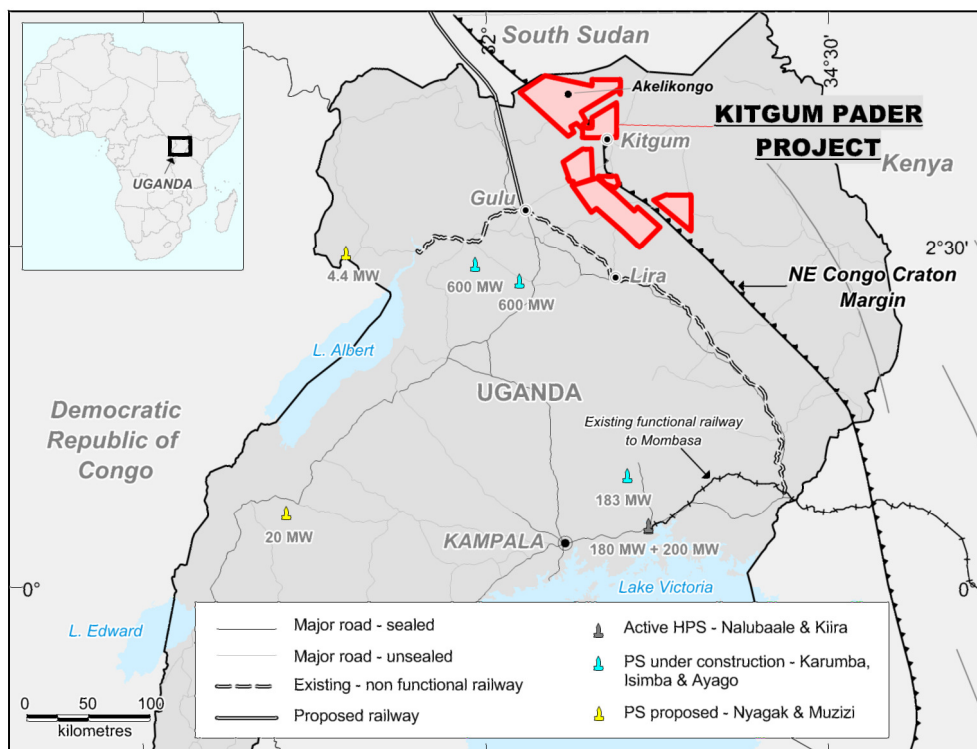 South Sudan
32°
34°30'
Akelikongo
KITGUM PADER
PROJECT
Kitgum
Kenya
UGANDA
Gulu
2°30'
4.4 MW
600 MW
600 MW
Lira
NE Congo Craton
Margin
L. Albert
UGANDA
Democratic
Republic of
Congo
Existing functional railway
to Mombasa
183 MW
20 MW
KAMPALA
180 MW + 200 MW
0°
0°
Lake Victoria
L. Edward
Major road - sealed
Major road - unsealed
Existing - non functional railway
Proposed railway
Active HPS - Nalubaale & Kiira
PS under construction - Karumba,
Isimba & Ayago
PS proposed - Nyagak & Muzizi
0 50 100
kilometres